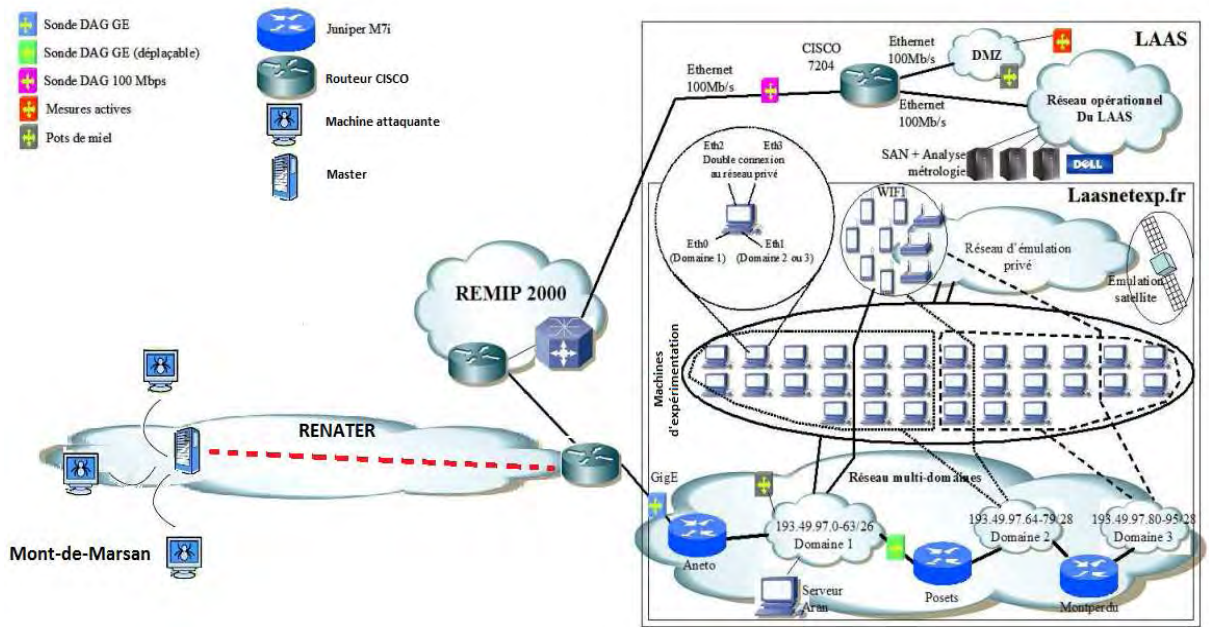 Sonde DAG GE
Sonde DAG GE (déplaçable)
Sonde DAG 100 Mbps
Mesures actives
Pots de miel
Juniper M7i
Routeur CISCO
Machine attaquante
Master
LAAS
Ethernet
100Mb/s
CISCO
7204
Ethernet
100Mb/s
DMZ
Ethernet
100Mb/s
Réseau opérationnel
Du LAAS
SAN + Analyse
métrologie
DELL
Laasnetexp.fr
Eth2
Eth3
Double connexion
au réseau privé
Eth0
(Domaine 1)
Eth1
(Domaine 2 ou 3)
WIFI
Réseau d'émulation
privé
Emulation
satellite
REMIP 2000
Machines
d'expérimentation
RENATER
Mont-de-Marsan
GigE
Réseau multi-domaines
193.49.97.0-63/26
Domaine 1
193.49.97.64-79/28
Domaine 2
193.49.97.80-95/28
Domaine 3
Aneto
Serveur
Aran
Posets
Montperdu